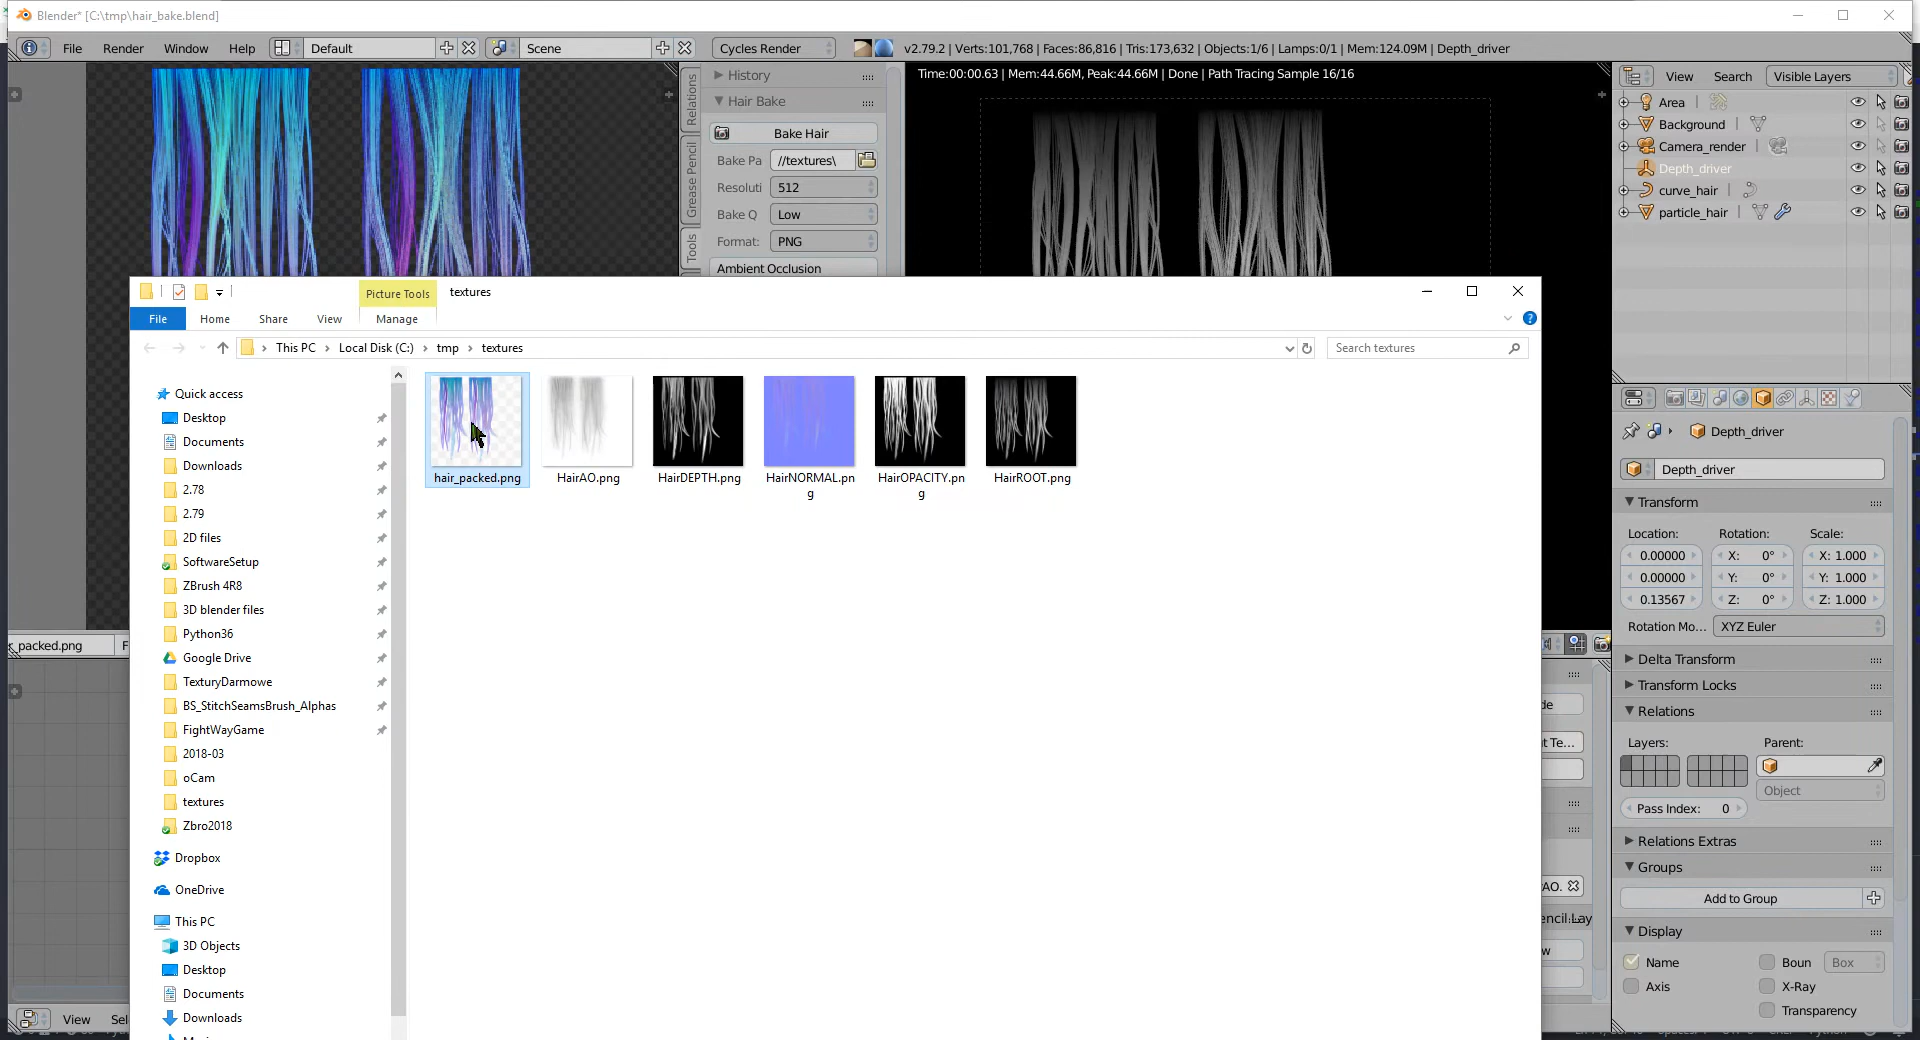 Blender* [C:\tmp\hair_bake.blend]
File Render Window Help Default Scene Cycles Render v2.79.2 | Verts:101,768 | Faces:86,816 | Tris:173,632 | Objects:1/6 | Lamps:0/1 | Mem:124.09M | Depth_driver
Relations
Grease Pencil
Tools
History
Hair Bake
Bake Hair
Bake Pa //textures\
Resoluti 512
Bake Q Low
Format: PNG
Ambient Occlusion
Time:00:00.63 | Mem:44.66M, Peak:44.66M | Done | Path Tracing Sample 16/16
View Search Visible Layers
Area
Background
Camera_render
Depth_driver
curve_hair
particle_hair
Picture Tools textures
File Home Share View Manage
This PC Local Disk (C:) tmp textures
Search textures
Quick access
Desktop
Documents
Downloads
2.78
2.79
2D files
SoftwareSetup
ZBrush 4R8
3D blender files
Python36
Google Drive
TexturyDarmowe
BS_StitchSeamsBrush_Alphas
FightWayGame
2018-03
oCam
textures
Zbro2018
Dropbox
OneDrive
This PC
3D Objects
Desktop
Documents
Downloads
hair_packed.png
HairAO.png
HairDEPTH.png
HairNORMAL.pn
g
HairOPACITY.pn
g
HairROOT.png
r_packed.png F
View Sel
de
t Te...
AO.
encil Lay
w
Depth_driver
Depth_driver
Transform
Location: Rotation: Scale:
0.00000 X: 0° X: 1.000
0.00000 Y: 0° Y: 1.000
0.13567 Z: 0° Z: 1.000
Rotation Mo... XYZ Euler
Delta Transform
Transform Locks
Relations
Layers: Parent:
Object
Pass Index: 0
Relations Extras
Groups
Add to Group
Display
Name Boun Box
Axis X-Ray
Transparency